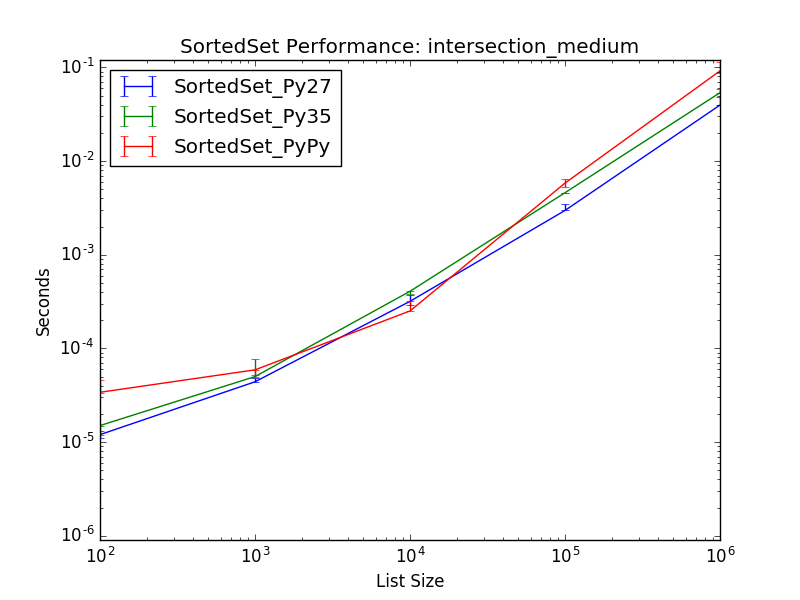 SortedSet Performance: intersection_medium
SortedSet_Py27
SortedSet_Py35
SortedSet_PyPy
Seconds
10^-1
10^-2
10^-3
10^-4
10^-5
10^-6
10^2 10^3 10^4 10^5 10^6
List Size